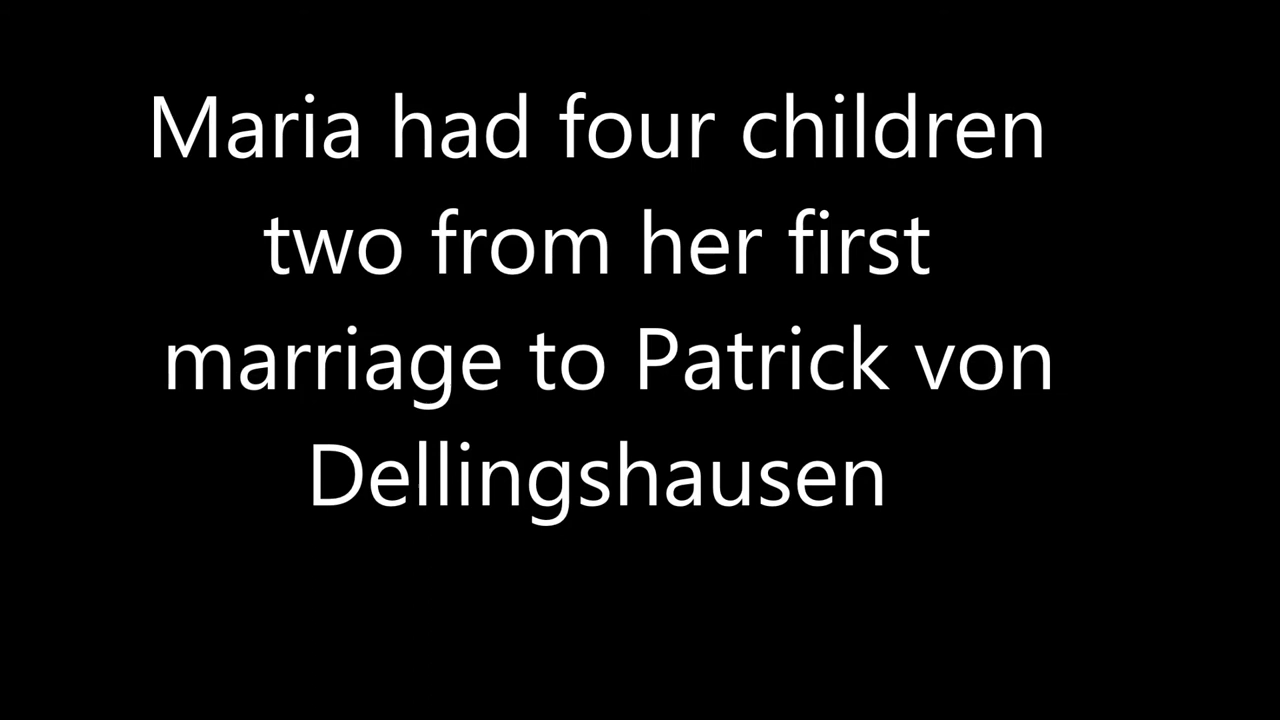 Maria had four children
two from her first
marriage to Patrick von
Dellingshausen